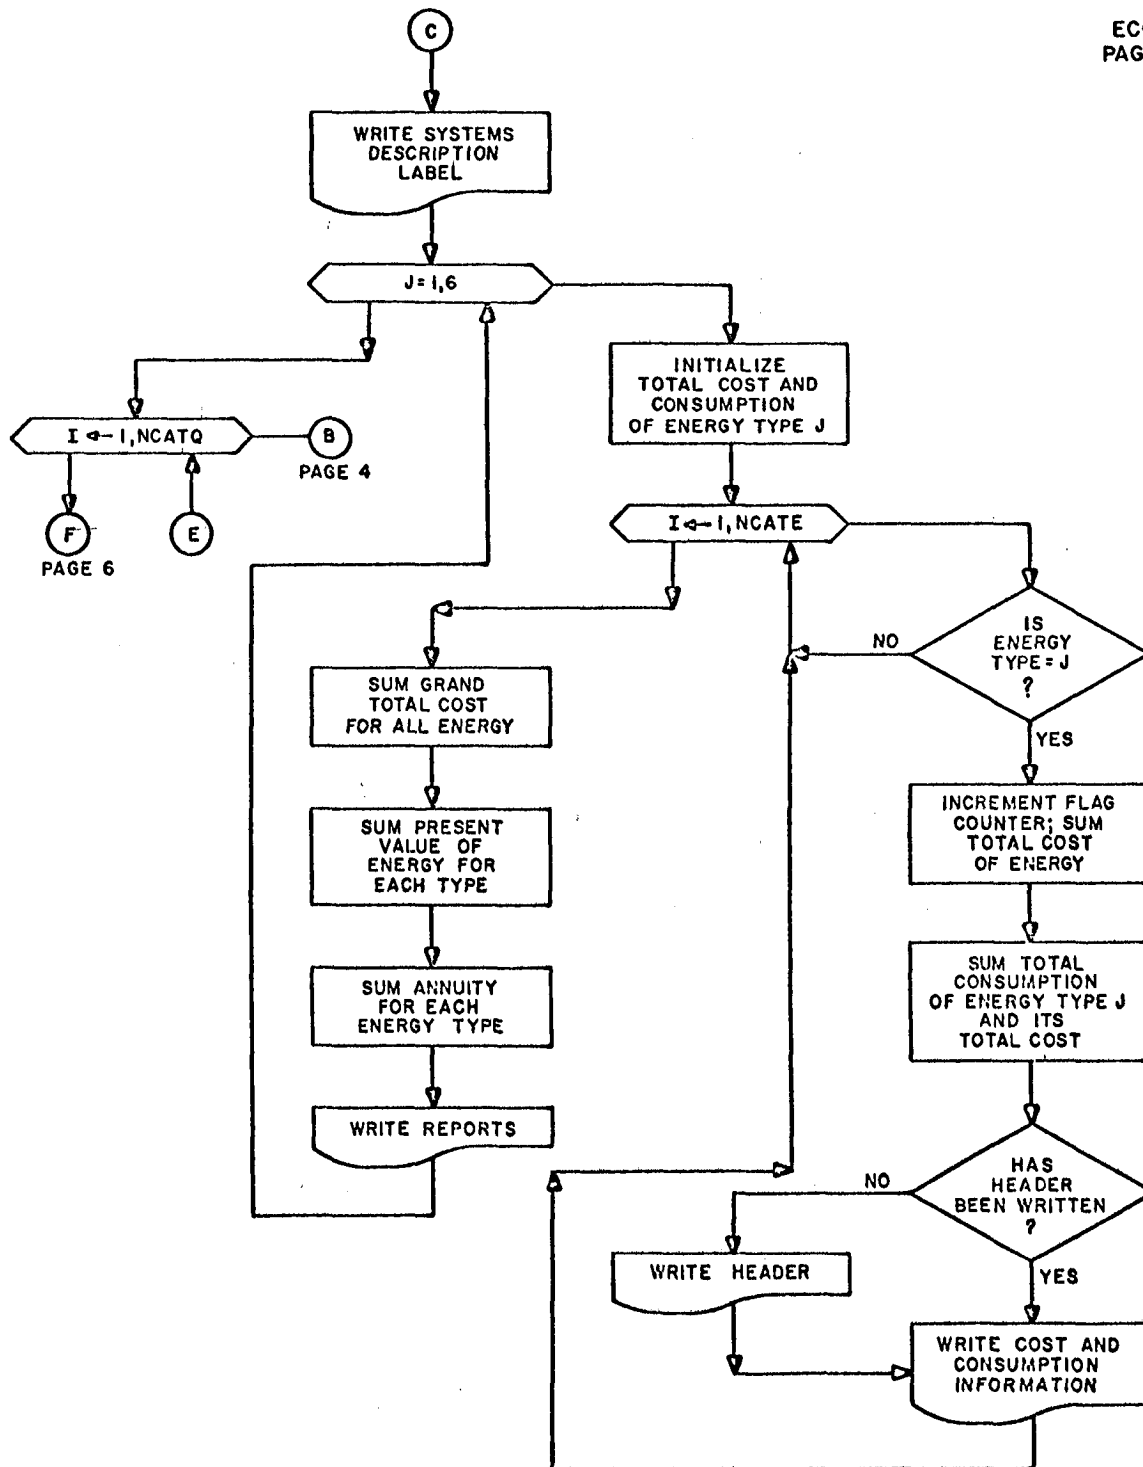 C
EC
PAG
WRITE SYSTEMS
DESCRIPTION
LABEL
J=1,6
INITIALIZE
TOTAL COST AND
CONSUMPTION
OF ENERGY TYPE J
I ← 1, NCATQ
B
PAGE 4
F
PAGE 6
E
I ← 1, NCATE
IS
ENERGY
TYPE = J
?
NO
YES
SUM GRAND
TOTAL COST
FOR ALL ENERGY
INCREMENT FLAG
COUNTER; SUM
TOTAL COST
OF ENERGY
SUM PRESENT
VALUE OF
ENERGY FOR
EACH TYPE
SUM TOTAL
CONSUMPTION
OF ENERGY TYPE J
AND ITS
TOTAL COST
SUM ANNUITY
FOR EACH
ENERGY TYPE
WRITE REPORTS
HAS
HEADER
BEEN WRITTEN
?
NO
YES
WRITE HEADER
WRITE COST AND
CONSUMPTION
INFORMATION